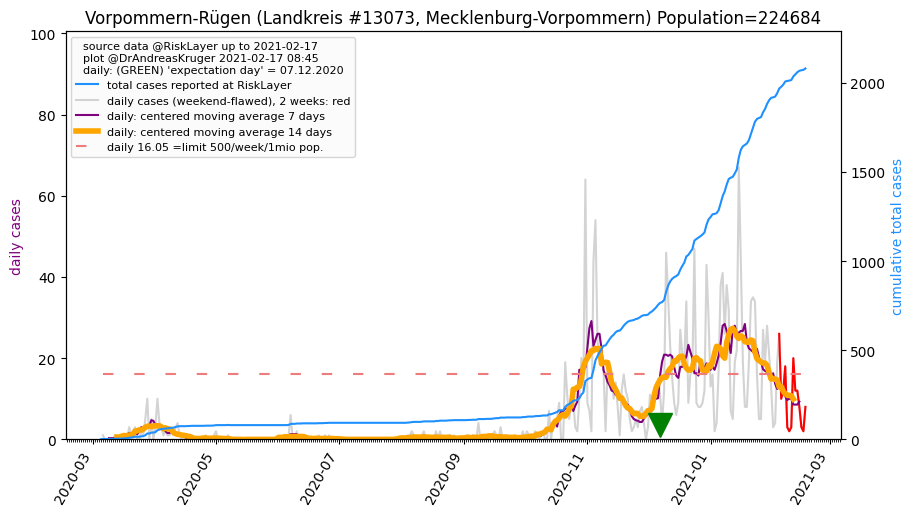 Vorpommern-Rügen (Landkreis #13073, Mecklenburg-Vorpommern) Population=224684
source data @RiskLayer up to 2021-02-17
plot @DrAndreasKruger 2021-02-17 08:45
daily: (GREEN) 'expectation day' = 07.12.2020
total cases reported at RiskLayer
daily cases (weekend-flawed), 2 weeks: red
daily: centered moving average 7 days
daily: centered moving average 14 days
daily 16.05 =limit 500/week/1mio pop.
daily cases
100
80
60
40
20
0
cumulative total cases
2000
1500
1000
500
0
2020-03
2020-05
2020-07
2020-09
2020-11
2021-01
2021-03